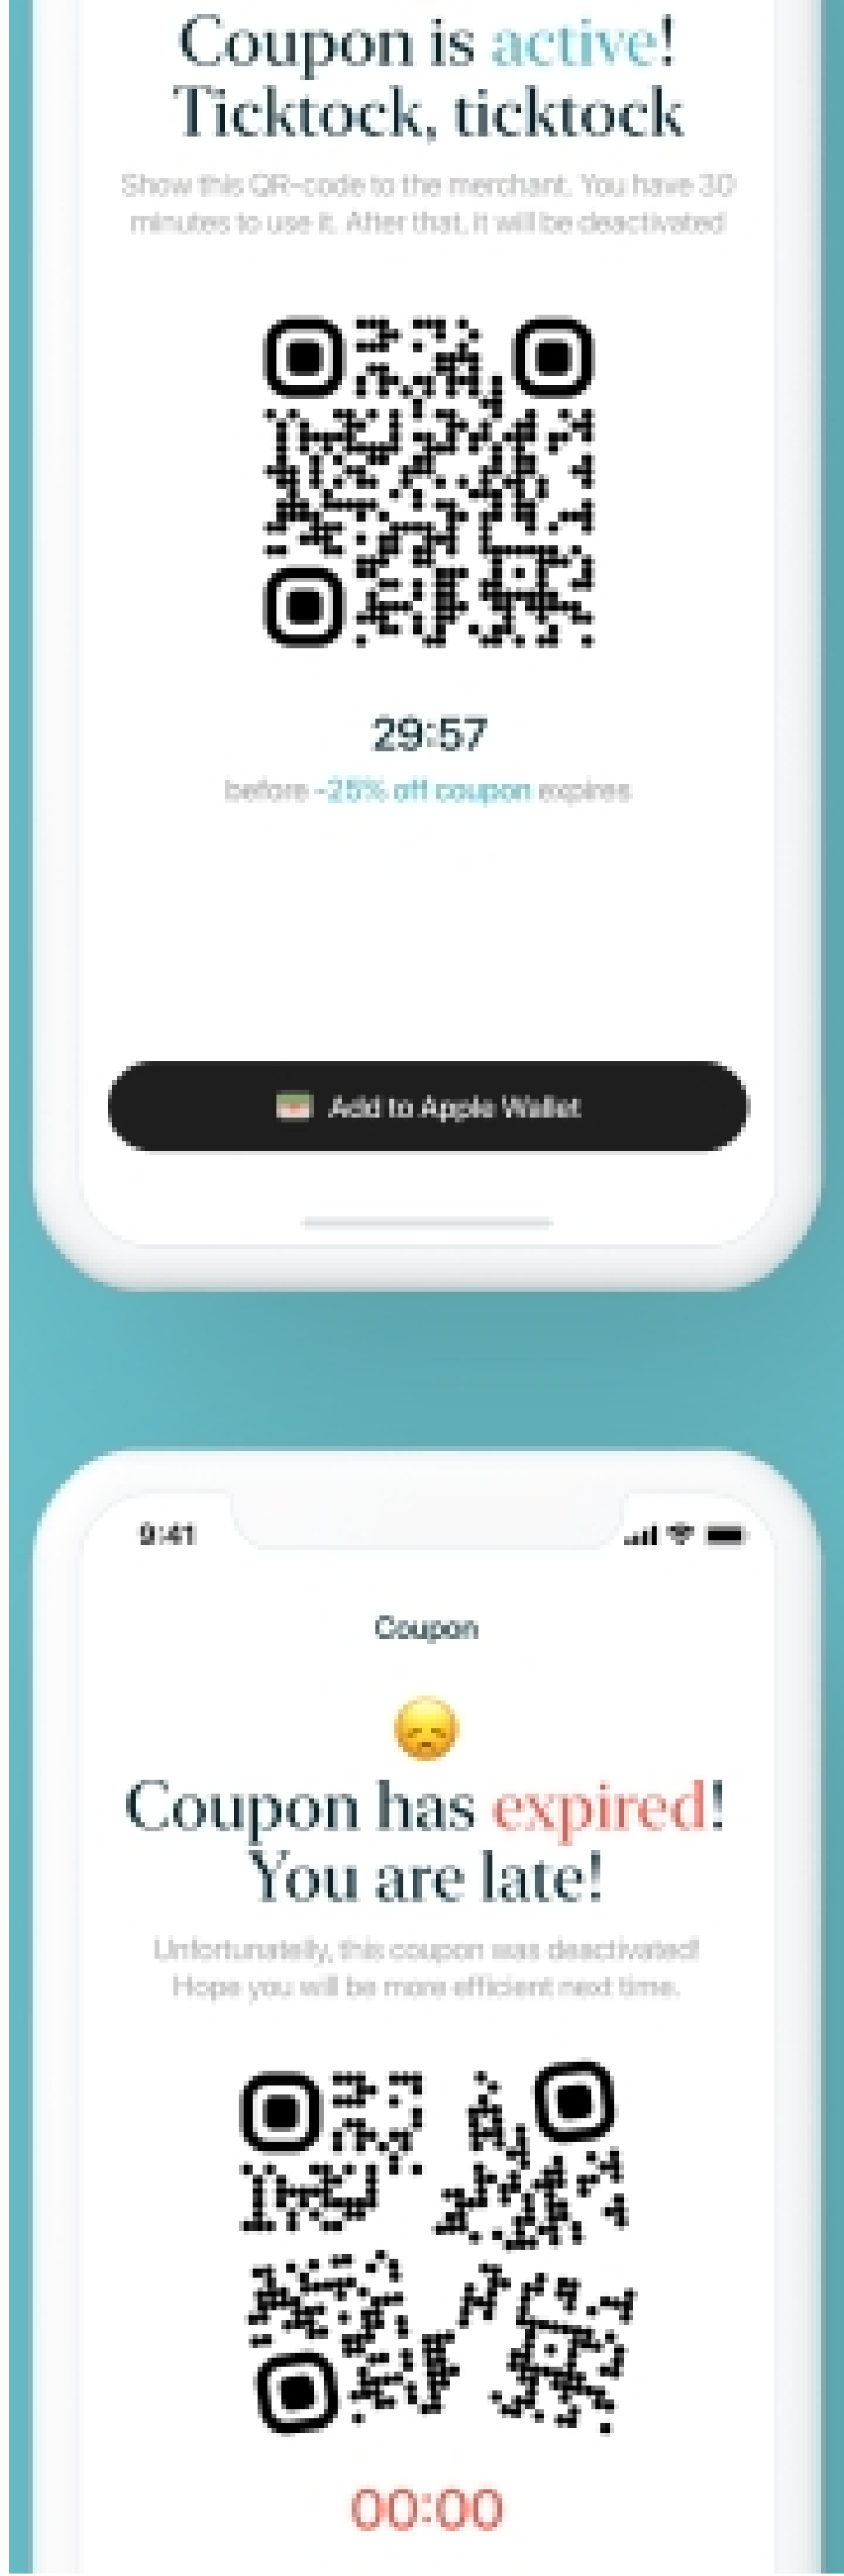 Coupon is active!
Ticktock, ticktock
Show this QR-code to the merchant. You have 30
minutes to use it. After that, it will be deactivated
29:57
before -25% off coupon expires
Add to Apple Wallet
9:41
Coupon
Coupon has expired!
You are late!
Unfortunatelly, this coupon was deactivated!
Hope you will be more efficient next time.
00:00